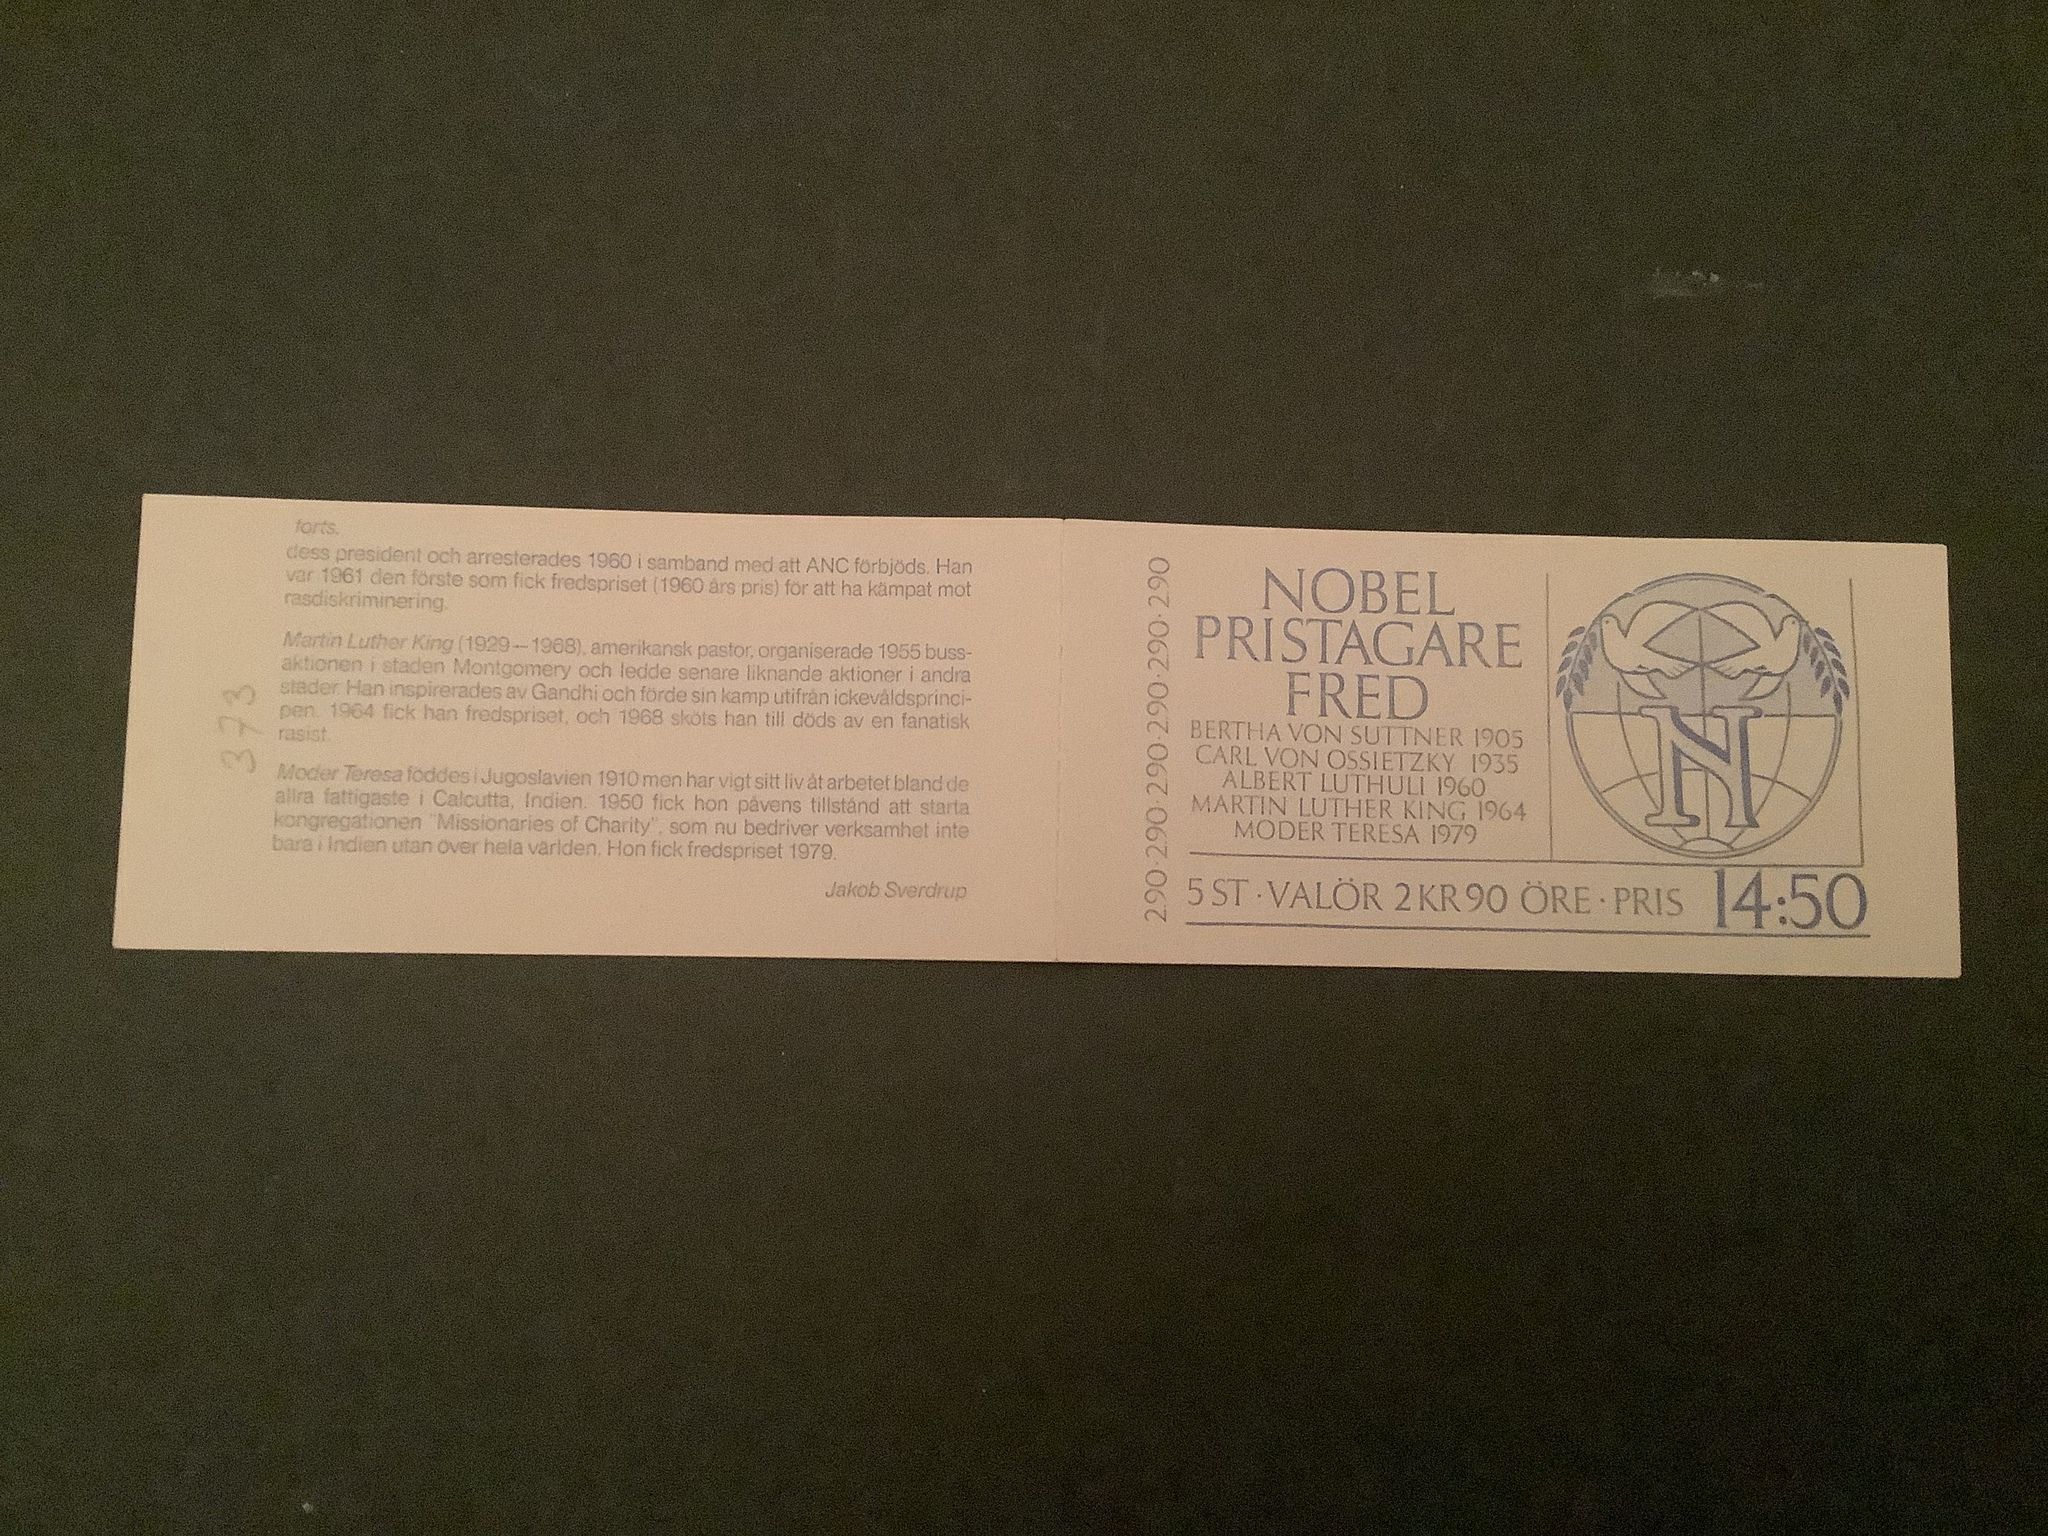 forts.
dess president och arresterades 1960 i samband med att ANC förbjöds. Han
var 1961 den förste som fick fredspriset (1960 års pris) för att ha kämpat mot
rasdiskriminering.
Martin Luther King (1929–1968), amerikansk pastor, organiserade 1955 buss-
aktionen i staden Montgomery och ledde senare liknande aktioner i andra
städer. Han inspirerades av Gandhi och förde sin kamp utifrån ickevåldsprinci-
pen. 1964 fick han fredspriset, och 1968 sköts han till döds av en fanatisk
rasist.
Moder Teresa föddes i Jugoslavien 1910 men har vigt sitt liv åt arbetet bland de
allra fattigaste i Calcutta, Indien. 1950 fick hon påvens tillstånd att starta
kongregationen "Missionaries of Charity", som nu bedriver verksamhet inte
bara i Indien utan över hela världen. Hon fick fredspriset 1979.
Jakob Sverdrup
373
290·290·290·290·290·290·290
NOBEL
PRISTAGARE
FRED
BERTHA VON SUTTNER 1905
CARL VON OSSIETZKY 1935
ALBERT LUTHULI 1960
MARTIN LUTHER KING 1964
MODER TERESA 1979
N
5 ST · VALÖR 2 KR 90 ÖRE · PRIS 14:50